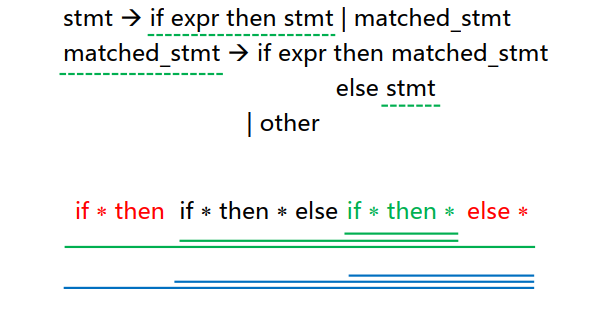 stmt → if expr then stmt | matched_stmt
matched_stmt → if expr then matched_stmt
else stmt
| other
if * then if * then * else if * then * else *